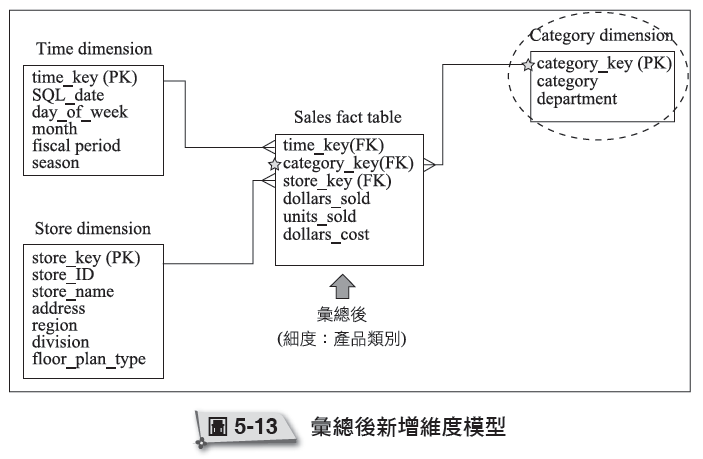 Time dimension
time_key (PK)
SQL_date
day_of_week
month
fiscal period
season
Store dimension
store_key (PK)
store_ID
store_name
address
region
division
floor_plan_type
Sales fact table
time_key(FK)
category_key(FK)
store_key (FK)
dollars_sold
units_sold
dollars_cost
彙總後
(細度：產品類別)
Category dimension
category_key (PK)
category
department
圖 5-13 彙總後新增維度模型